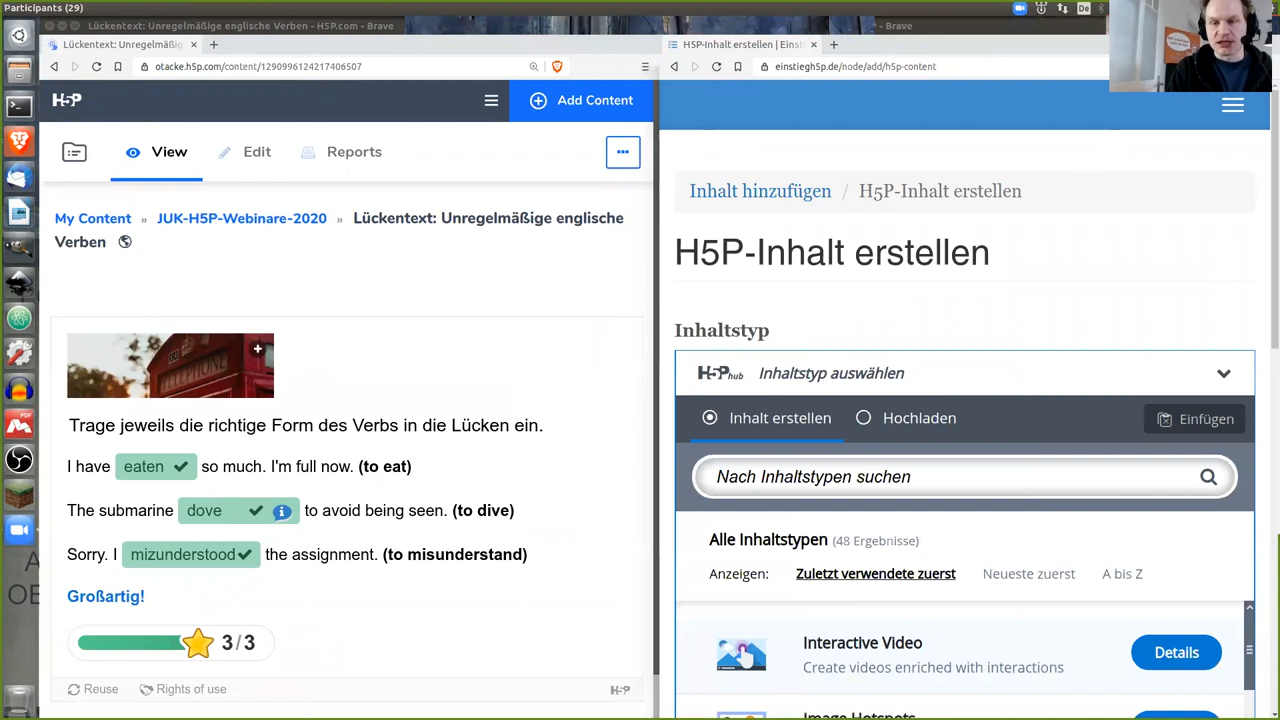 Participants (29)
Lückentext: Unregelmäßige englische Verben - H5P.com - Brave
- Brave
De
Lückentext: Unregelmäßig
H5P-Inhalt erstellen | Einst
otacke.h5p.com/content/1290996124217406507
einstiegh5p.de/node/add/h5p-content
H5P
Add Content
View
Edit
Reports
My Content » JUK-H5P-Webinare-2020 » Lückentext: Unregelmäßige englische
Verben
TELEPHONE
Trage jeweils die richtige Form des Verbs in die Lücken ein.
I have eaten so much. I'm full now. (to eat)
The submarine dove to avoid being seen. (to dive)
Sorry. I mizunderstood the assignment. (to misunderstand)
Großartig!
3/3
Reuse
Rights of use
H5P
Inhalt hinzufügen / H5P-Inhalt erstellen
H5P-Inhalt erstellen
Inhaltstyp
H5P hub Inhaltstyp auswählen
Inhalt erstellen
Hochladen
Einfügen
Nach Inhaltstypen suchen
Alle Inhaltstypen (48 Ergebnisse)
Anzeigen: Zuletzt verwendete zuerst Neueste zuerst A bis Z
Interactive Video
Create videos enriched with interactions
Details
Image Hotspots